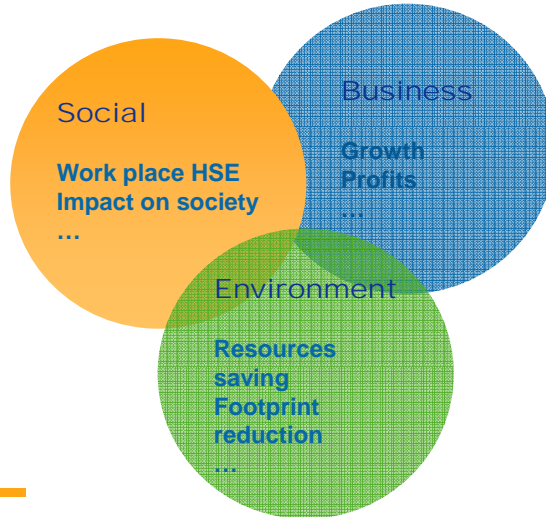 Social
Work place HSE
Impact on society
…
Business
Growth
Profits
…
Environment
Resources
saving
Footprint
reduction
…